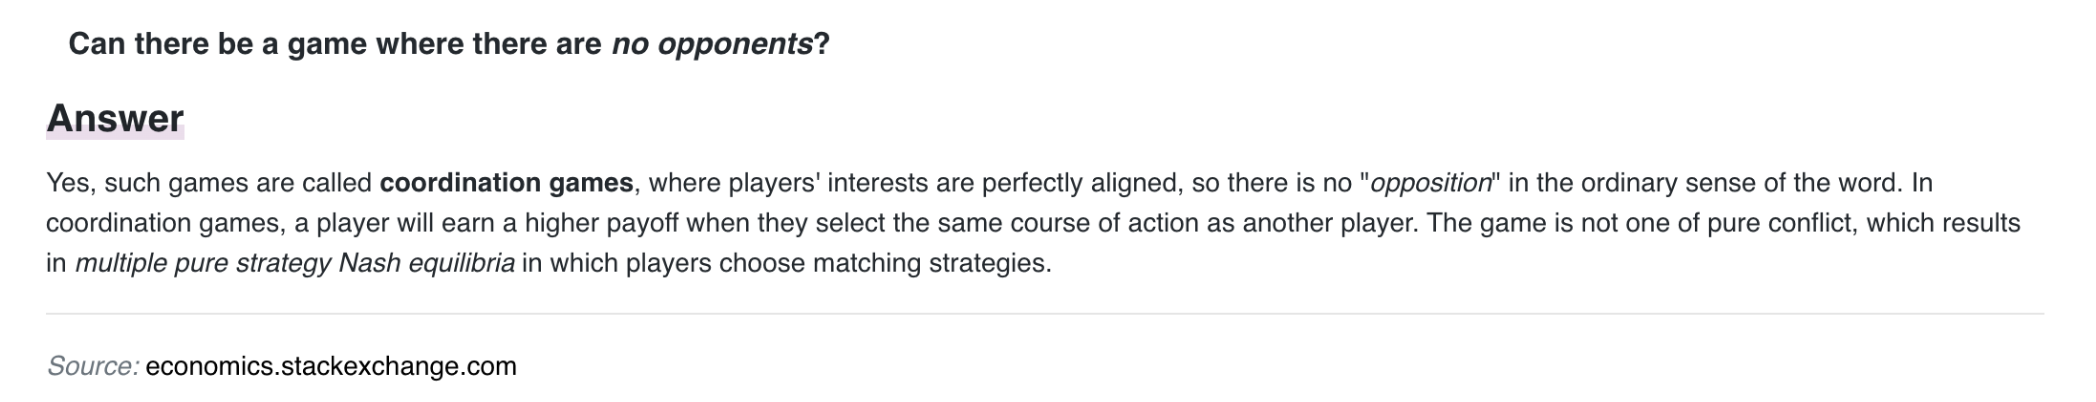 Can there be a game where there are no opponents?
Answer
Yes, such games are called coordination games, where players' interests are perfectly aligned, so there is no "opposition" in the ordinary sense of the word. In
coordination games, a player will earn a higher payoff when they select the same course of action as another player. The game is not one of pure conflict, which results
in multiple pure strategy Nash equilibria in which players choose matching strategies.
Source: economics.stackexchange.com